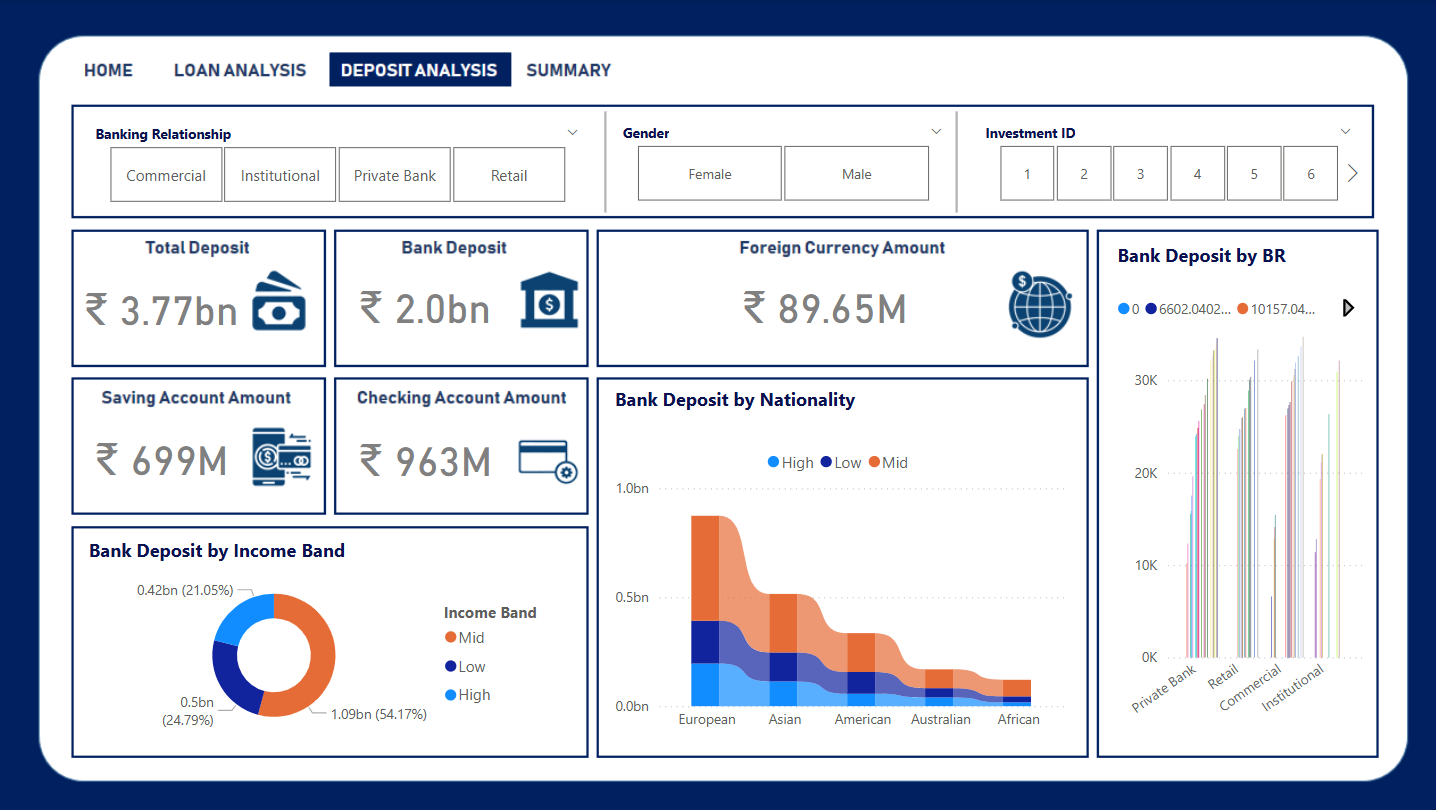 HOME LOAN ANALYSIS DEPOSIT ANALYSIS SUMMARY
Banking Relationship
Commercial Institutional Private Bank Retail
Gender
Female Male
Investment ID
1 2 3 4 5 6
Total Deposit
₹ 3.77bn
Bank Deposit
₹ 2.0bn
Foreign Currency Amount
₹ 89.65M
Saving Account Amount
₹ 699M
Checking Account Amount
₹ 963M
Bank Deposit by Income Band
0.42bn (21.05%)
0.5bn
(24.79%)
1.09bn (54.17%)
Income Band
Mid
Low
High
Bank Deposit by Nationality
High Low Mid
1.0bn
0.5bn
0.0bn
European Asian American Australian African
Bank Deposit by BR
0 6602.0402... 10157.04...
30K
20K
10K
0K
Private Bank Retail Commercial Institutional